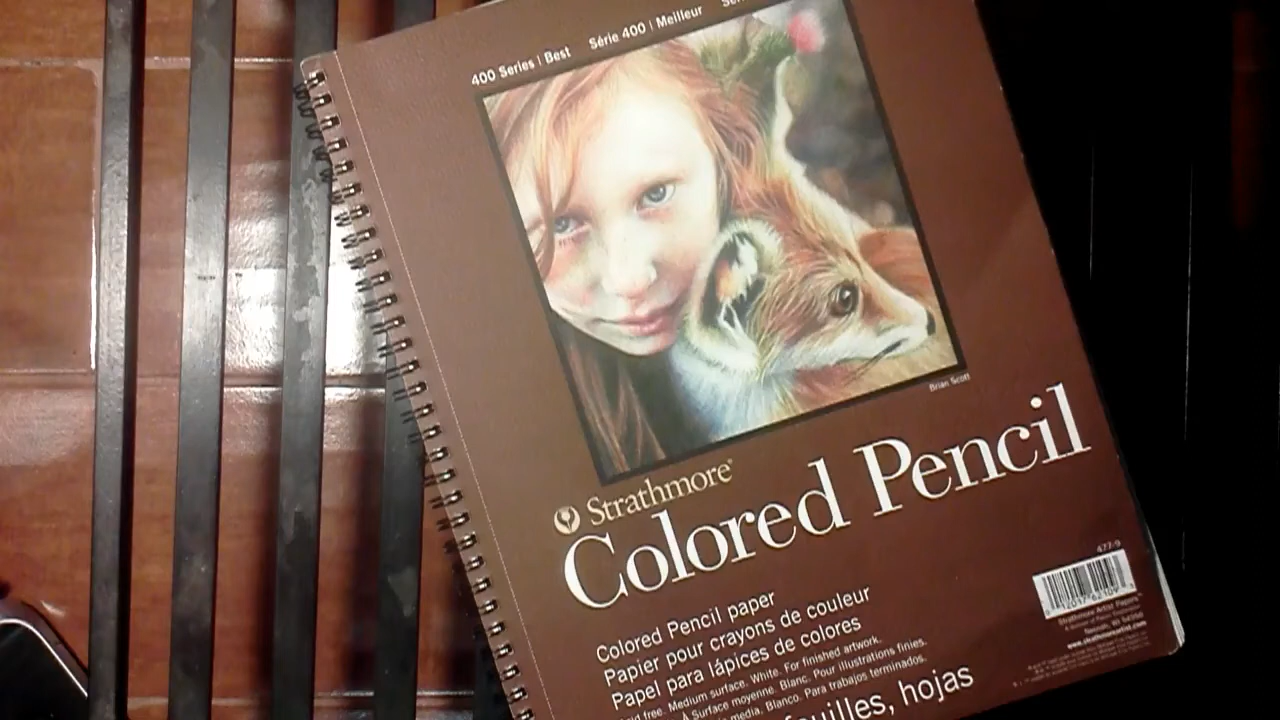 400 Series | Best Série 400 | Meilleur
Brian Scott
Strathmore®
Colored Pencil
477-9
Colored Pencil paper
Papier pour crayons de couleur
Papel para lápices de colores
free. Medium surface. White. For finished artwork.
Surface moyenne. Blanc. Pour illustrations finies.
media. Blanco. Para trabajos terminados.
hojas
Strathmore Artist Papers™
www.strathmoreartist.com